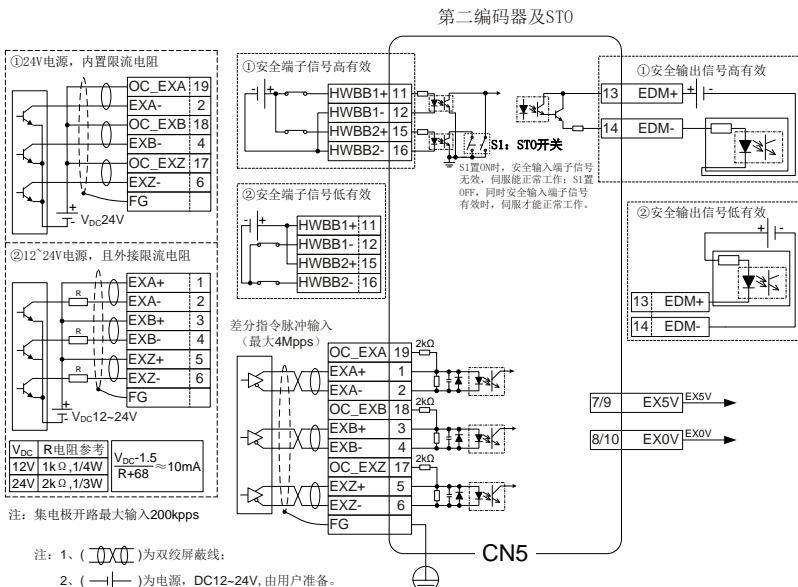 第二编码器及STO
①24V电源，内置限流电阻
OC_EXA 19
EXA- 2
OC_EXB 18
EXB- 4
OC_EXZ 17
EXZ- 6
FG
+
-
VDC24V
②12~24V电源，且外接限流电阻
R
R
R
EXA+ 1
EXA- 2
EXB+ 3
EXB- 4
EXZ+ 5
EXZ- 6
FG
+
-
VDC12~24V
VDC R电阻参考
12V 1kΩ,1/4W
24V 2kΩ,1/3W
VDC-1.5
R+68
≈10mA
注：集电极开路最大输入200kpps
①安全端子信号高有效
- +
HWBB1+ 11
HWBB1- 12
HWBB2+ 15
HWBB2- 16
S1：STO开关
S1置ON时，安全输入端子信号
无效，伺服能正常工作；S1置
OFF，同时安全输入端子信号
有效时，伺服才能正常工作。
②安全端子信号低有效
- +
HWBB1+ 11
HWBB1- 12
HWBB2+ 15
HWBB2- 16
差分指令脉冲输入
（最大4Mpps）
OC_EXA 19 2kΩ
EXA+ 1
EXA- 2
OC_EXB 18 2kΩ
EXB+ 3
EXB- 4
OC_EXZ 17 2kΩ
EXZ+ 5
EXZ- 6
FG
①安全输出信号高有效
13 EDM+ + -
14 EDM-
②安全输出信号低有效
+ -
13 EDM+
14 EDM-
7/9 EX5V EX5V
8/10 EX0V EX0V
CN5
注：1、( )为双绞屏蔽线；
2、( )为电源，DC12~24V,由用户准备。